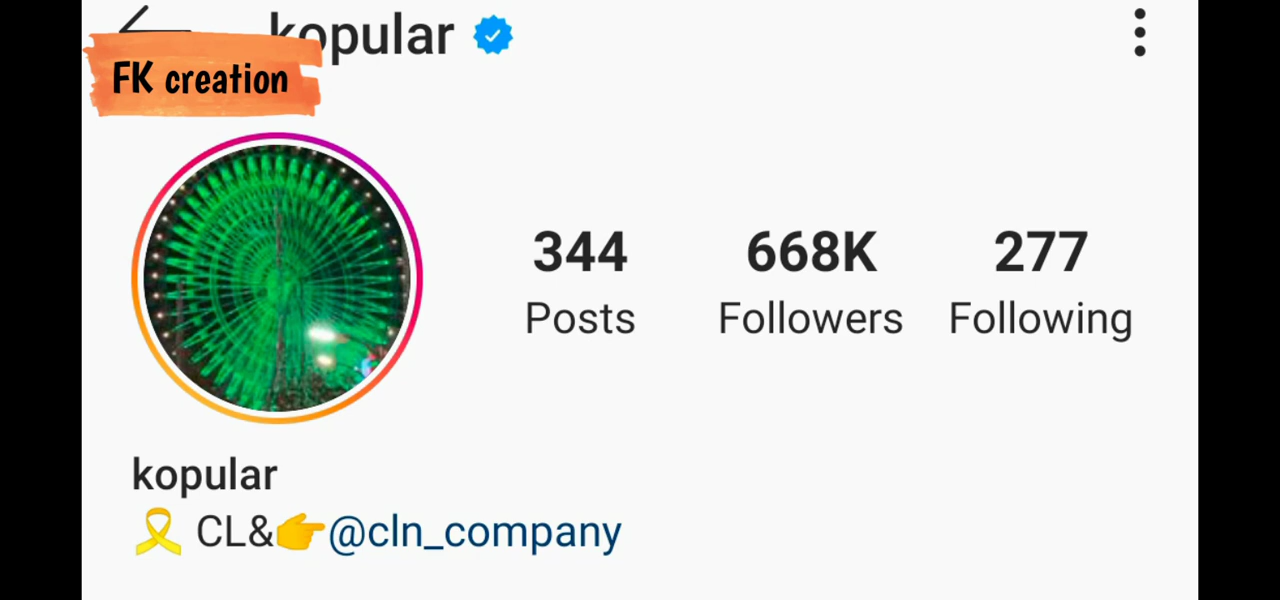 kopular
FK creation
344 668K 277
Posts Followers Following
kopular
🎗️ CL&👉@cln_company